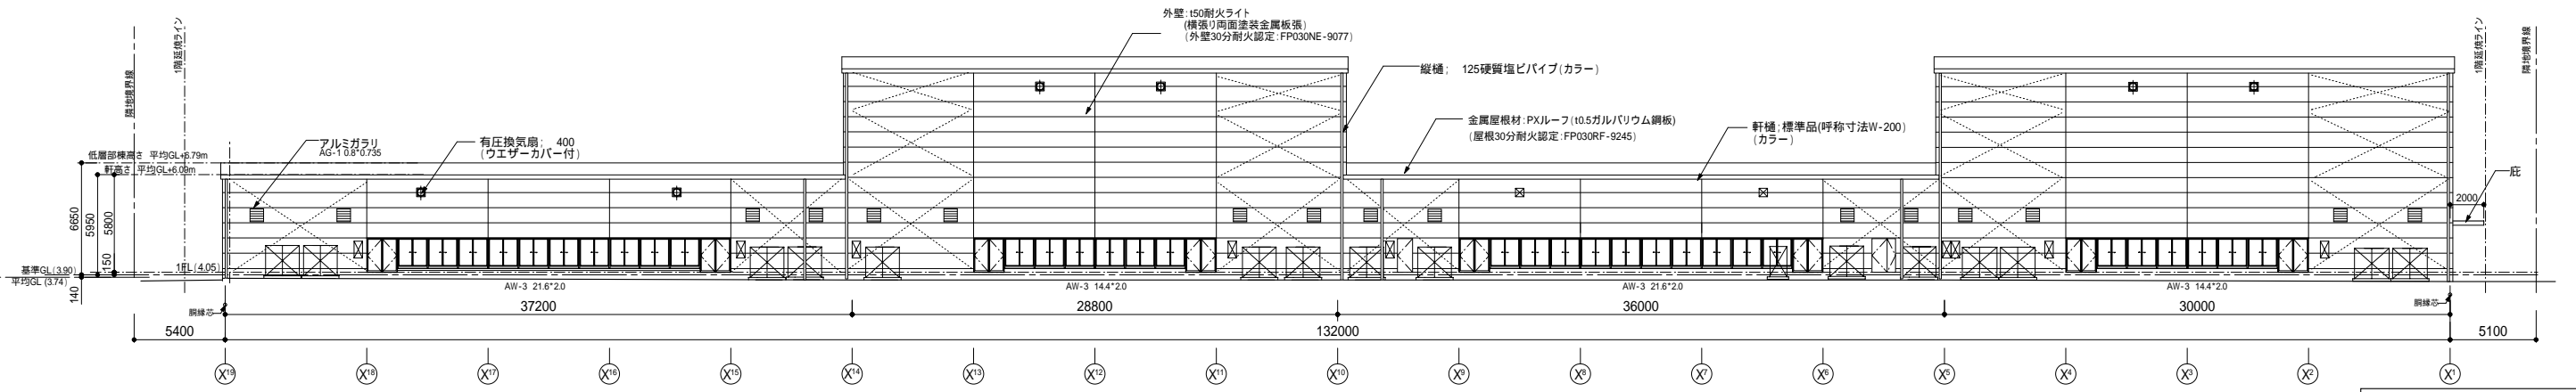 外壁:t50耐火ライト
(横張り両面塗装金属板張)
(外壁30分耐火認定:FP030NE-9077)
縦樋; 125硬質塩ビパイプ(カラー)
金属屋根材:PXルーフ(t0.5ガルバリウム鋼板)
(屋根30分耐火認定:FP030RF-9245)
軒樋;標準品(呼称寸法W-200)
(カラー)
隣地境界線
1階延焼ライン
1階延焼ライン
隣地境界線
アルミガラリ
AG-1 0.8*0.735
有圧換気扇; 400
(ウエザーカバー付)
庇
2000
低層部棟高さ 平均GL+6.79m
軒高さ 平均GL+6.09m
6650
5950
5800
150
140
基準GL(3.90)
平均GL(3.74)
1FL(4.05)
AW-3 21.6*2.0
AW-3 14.4*2.0
AW-3 21.6*2.0
AW-3 14.4*2.0
胴縁芯
胴縁芯
37200
28800
36000
30000
5400
132000
5100
X19
X18
X17
X16
X15
X14
X13
X12
X11
X10
X9
X8
X7
X6
X5
X4
X3
X2
X1